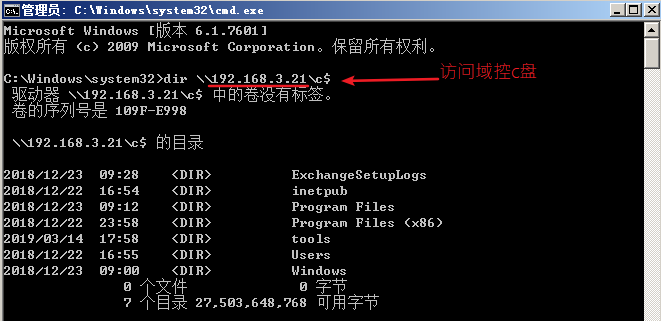 管理员: C:\Windows\system32\cmd.exe
Microsoft Windows [版本 6.1.7601]
版权所有 (c) 2009 Microsoft Corporation。保留所有权利。
C:\Windows\system32>dir \\192.168.3.21\c$
访问域控c盘
驱动器 \\192.168.3.21\c$ 中的卷没有标签。
卷的序列号是 109F-E998
\\192.168.3.21\c$ 的目录
2018/12/23  09:28    <DIR>          ExchangeSetupLogs
2018/12/22  16:54    <DIR>          inetpub
2018/12/23  09:12    <DIR>          Program Files
2018/12/22  23:58    <DIR>          Program Files (x86)
2019/03/14  17:58    <DIR>          tools
2018/12/22  16:55    <DIR>          Users
2018/12/23  09:00    <DIR>          Windows
0 个文件              0 字节
7 个目录 27,503,648,768 可用字节